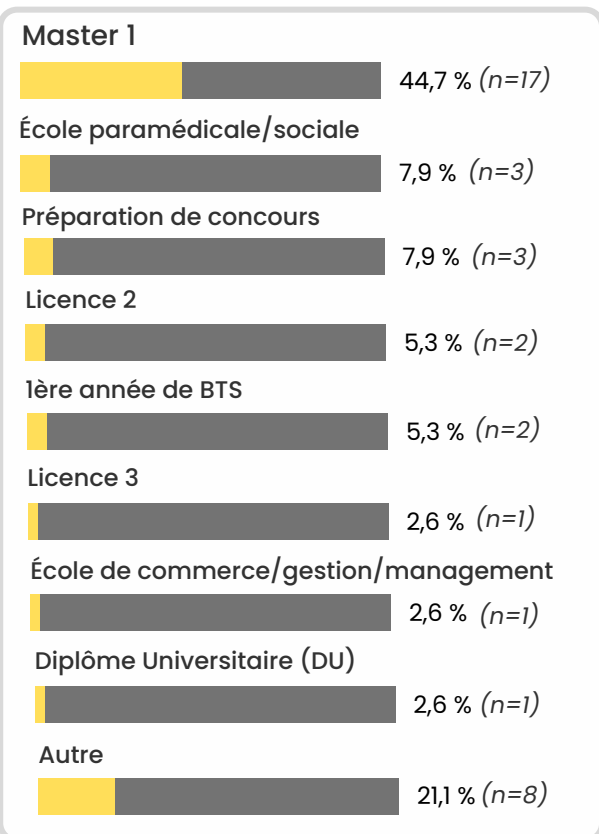 Master 1
44,7 % (n=17)
École paramédicale/sociale
7,9 % (n=3)
Préparation de concours
7,9 % (n=3)
Licence 2
5,3 % (n=2)
1ère année de BTS
5,3 % (n=2)
Licence 3
2,6 % (n=1)
École de commerce/gestion/management
2,6 % (n=1)
Diplôme Universitaire (DU)
2,6 % (n=1)
Autre
21,1 % (n=8)